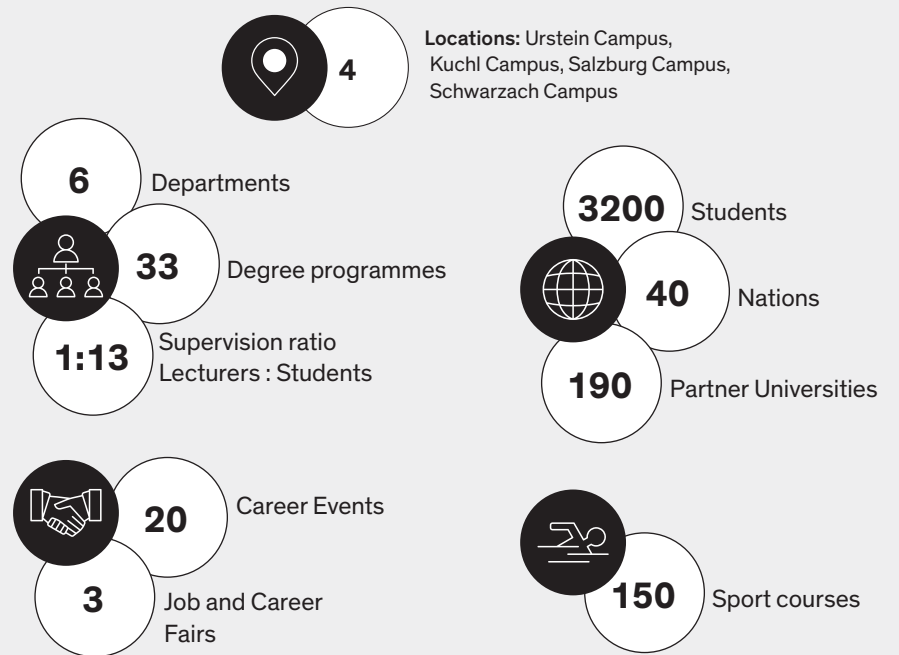 4
Locations: Urstein Campus,
Kuchl Campus, Salzburg Campus,
Schwarzach Campus
6
Departments
33
Degree programmes
1:13
Supervision ratio
Lecturers : Students
3200
Students
40
Nations
190
Partner Universities
20
Career Events
3
Job and Career
Fairs
150
Sport courses